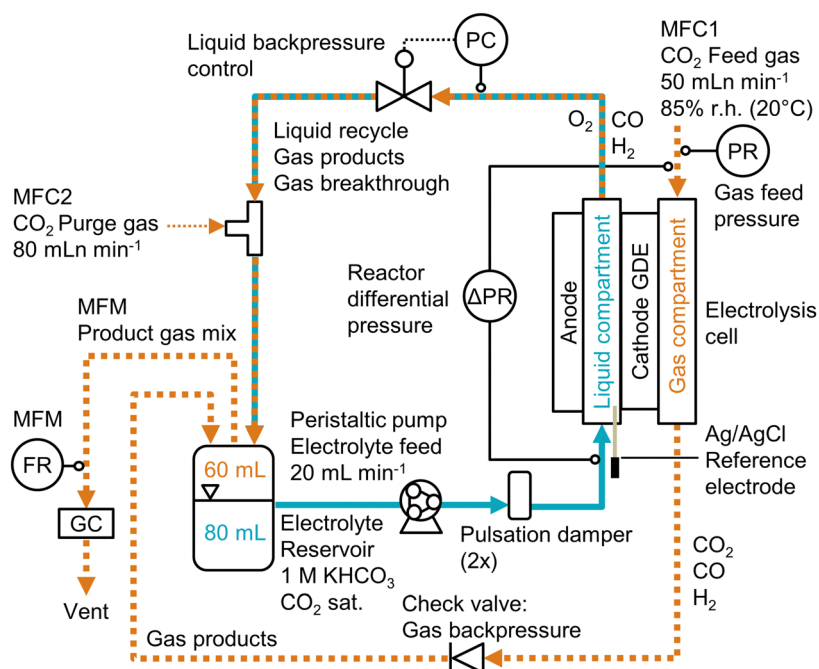 Liquid backpressure
control
PC
MFC1
CO₂ Feed gas
50 mLn min⁻¹
85% r.h. (20°C)
O₂
CO
H₂
PR
Gas feed
pressure
Liquid recycle
Gas products
Gas breakthrough
MFC2
CO₂ Purge gas
80 mLn min⁻¹
Reactor
differential
pressure
ΔPR
Anode
Liquid compartment
Cathode GDE
Gas compartment
Electrolysis
cell
MFM
Product gas mix
MFM
FR
GC
Vent
60 mL
80 mL
Peristaltic pump
Electrolyte feed
20 mL min⁻¹
Electrolyte
Reservoir
1 M KHCO₃
CO₂ sat.
Pulsation damper
(2x)
Ag/AgCl
Reference
electrode
CO₂
CO
H₂
Check valve:
Gas backpressure
Gas products